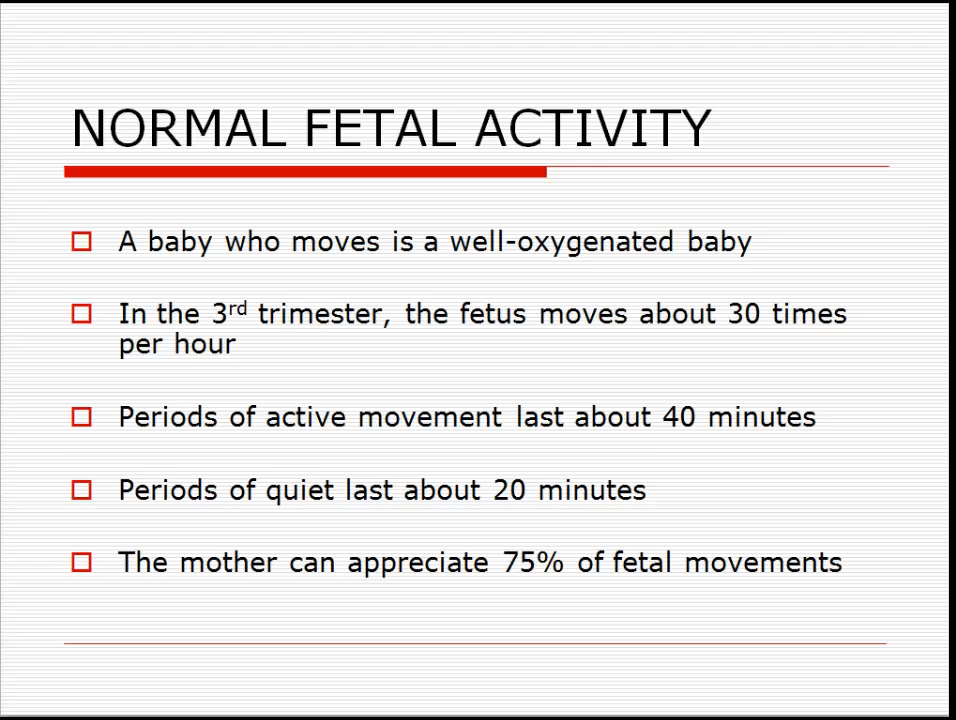 NORMAL FETAL ACTIVITY
A baby who moves is a well-oxygenated baby
In the 3rd trimester, the fetus moves about 30 times
per hour
Periods of active movement last about 40 minutes
Periods of quiet last about 20 minutes
The mother can appreciate 75% of fetal movements